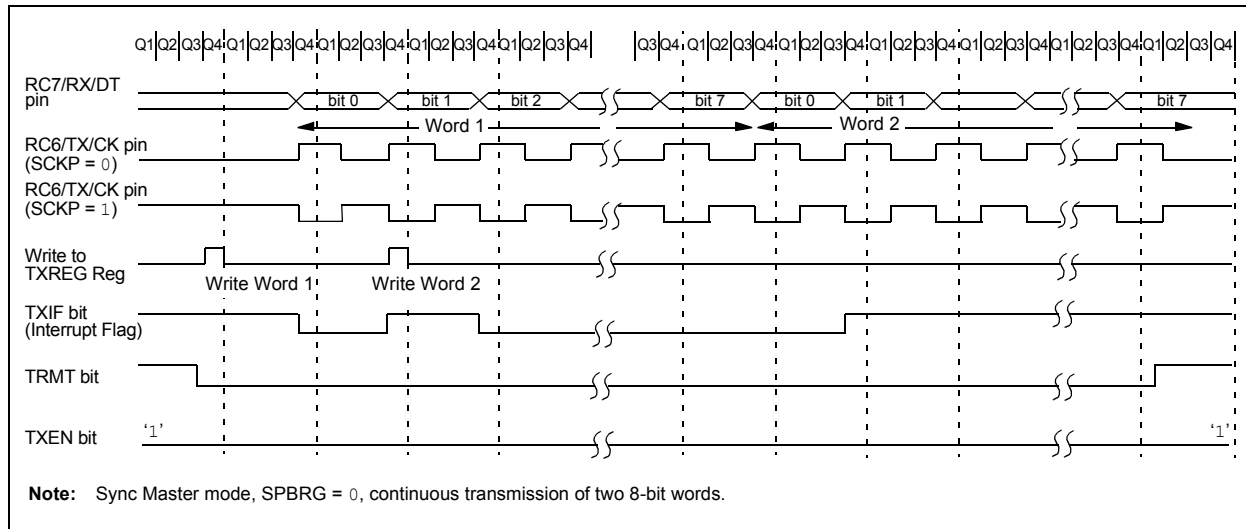 Q1 Q2 Q3 Q4 Q1 Q2 Q3 Q4 Q1 Q2 Q3 Q4 Q1 Q2 Q3 Q4 Q1 Q2 Q3 Q4 Q3 Q4 Q1 Q2 Q3 Q4 Q1 Q2 Q3 Q4 Q1 Q2 Q3 Q4 Q1 Q2 Q3 Q4 Q1 Q2 Q3 Q4 Q1 Q2 Q3 Q4
RC7/RX/DT
pin
bit 0 bit 1 bit 2 bit 7 bit 0 bit 1 bit 7
Word 1 Word 2
RC6/TX/CK pin
(SCKP = 0)
RC6/TX/CK pin
(SCKP = 1)
Write to
TXREG Reg
Write Word 1 Write Word 2
TXIF bit
(Interrupt Flag)
TRMT bit
TXEN bit
‘1’ ‘1’
Note: Sync Master mode, SPBRG = 0, continuous transmission of two 8-bit words.